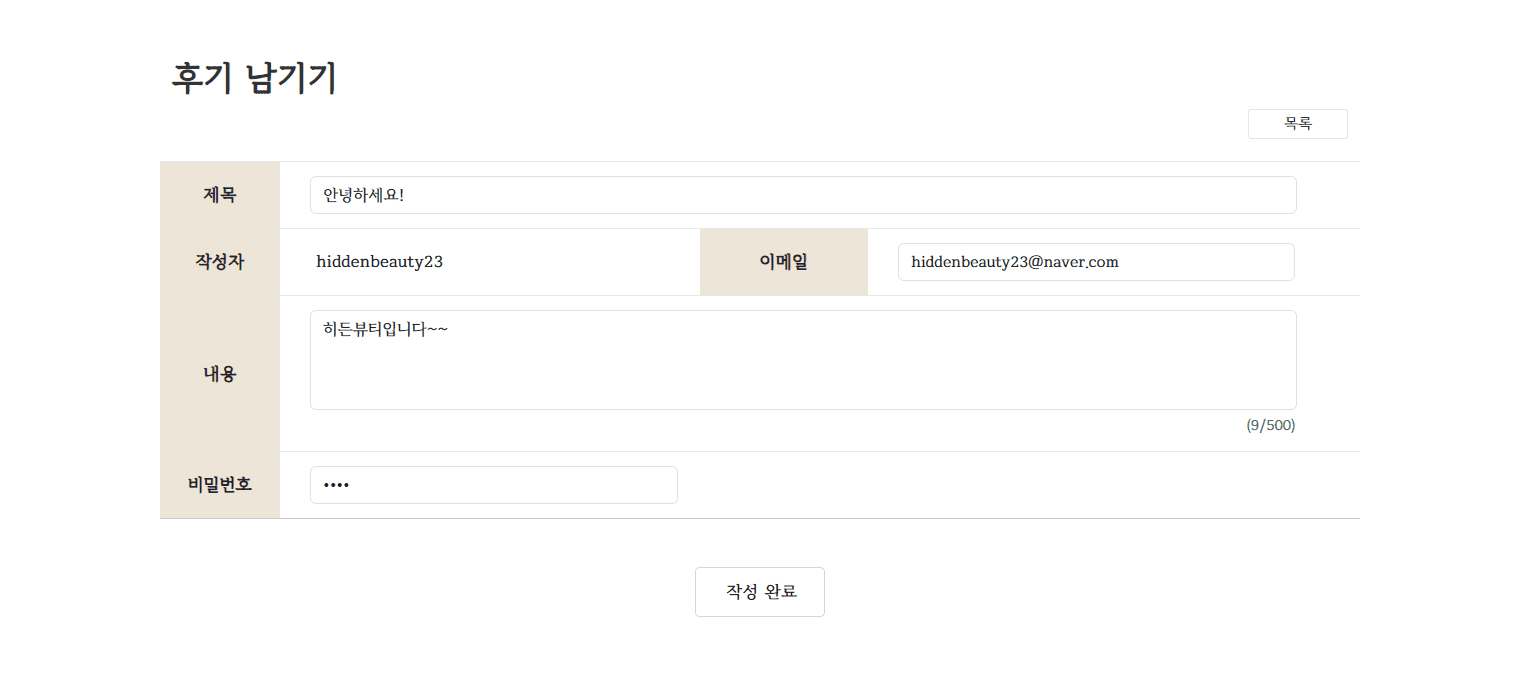 후기 남기기
목록
제목 안녕하세요!
작성자 hiddenbeauty23 이메일 hiddenbeauty23@naver.com
내용 히든뷰티입니다~~
(9/500)
비밀번호 ••••
작성 완료